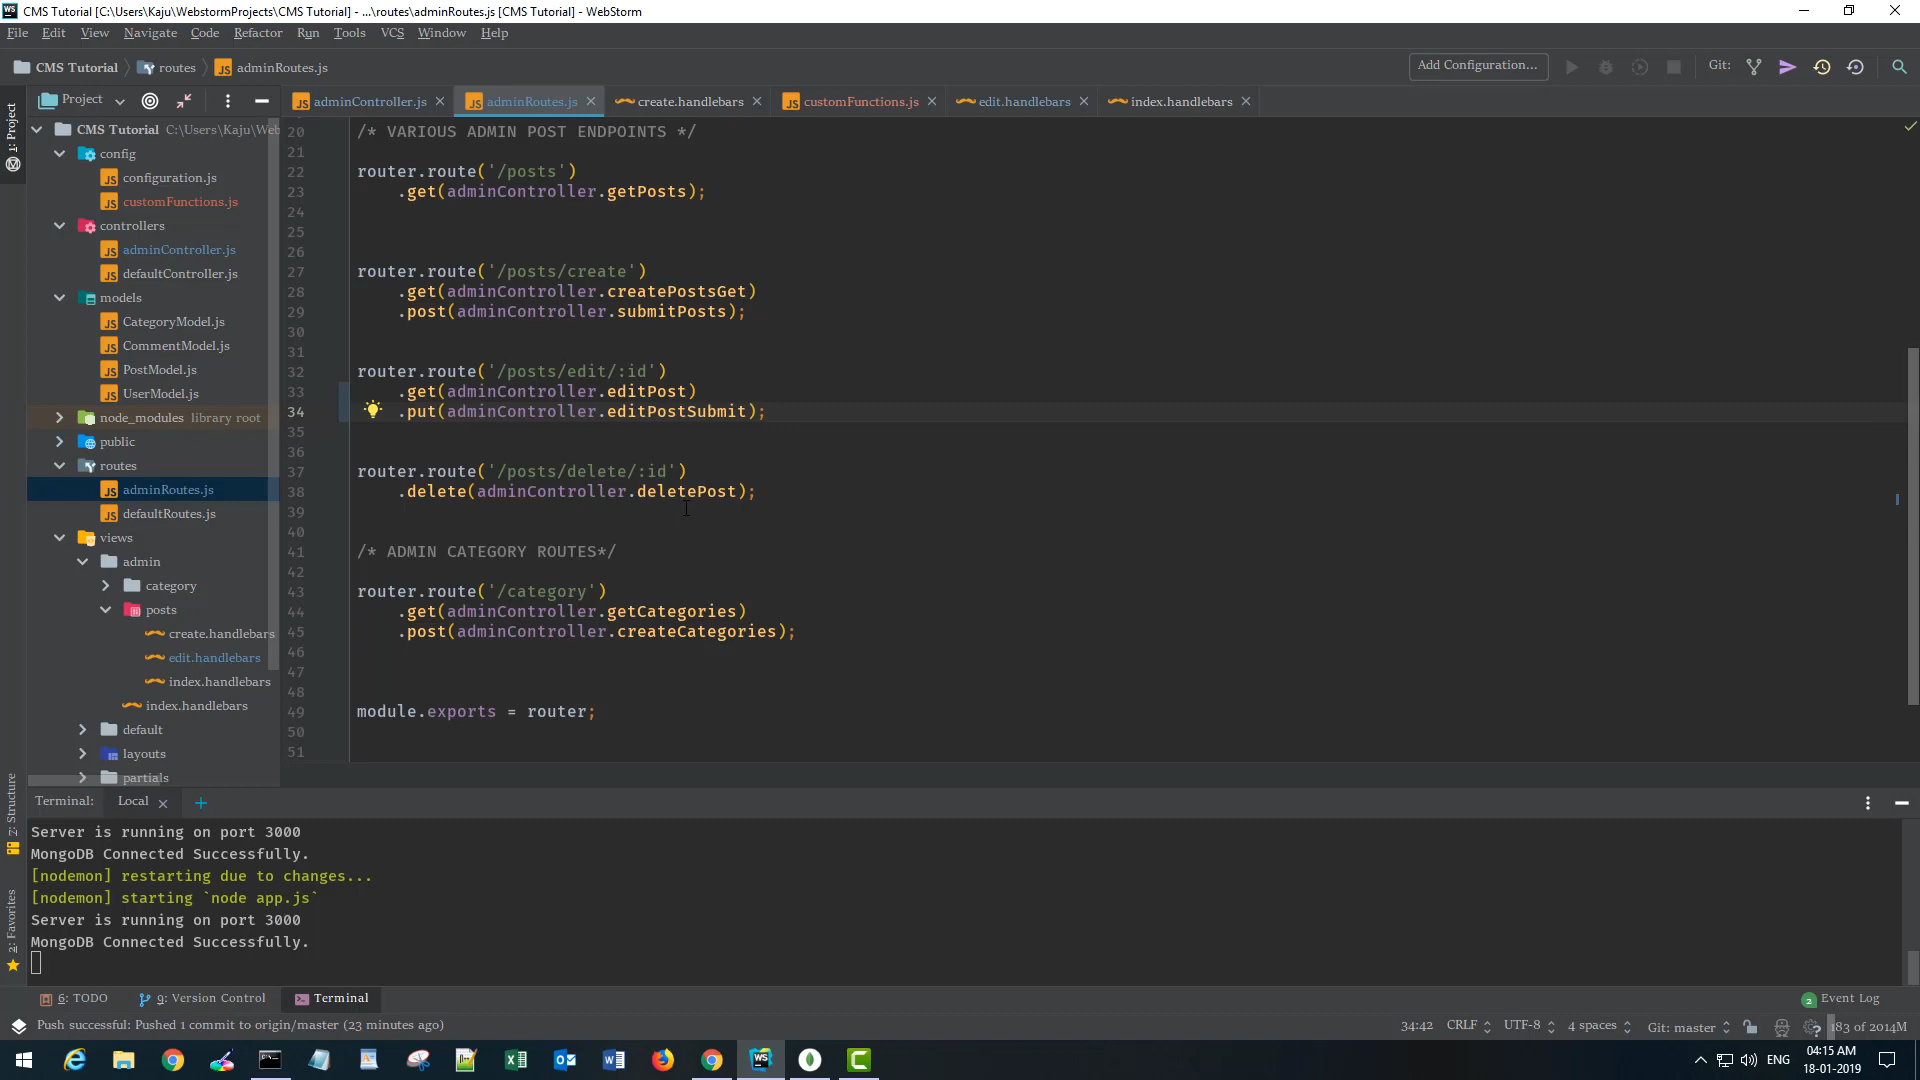 CMS Tutorial [C:\Users\Kaju\WebstormProjects\CMS Tutorial] - ...\routes\adminRoutes.js [CMS Tutorial] - WebStorm
File Edit View Navigate Code Refactor Run Tools VCS Window Help
CMS Tutorial routes adminRoutes.js Add Configuration... Git:
Project adminController.js adminRoutes.js create.handlebars customFunctions.js edit.handlebars index.handlebars
1: Project
CMS Tutorial C:\Users\Kaju\Web
config
configuration.js
customFunctions.js
controllers
adminController.js
defaultController.js
models
CategoryModel.js
CommentModel.js
PostModel.js
UserModel.js
node_modules library root
public
routes
adminRoutes.js
defaultRoutes.js
views
admin
category
posts
create.handlebars
edit.handlebars
index.handlebars
index.handlebars
default
layouts
partials
20 /* VARIOUS ADMIN POST ENDPOINTS */
21
22 router.route('/posts')
23 .get(adminController.getPosts);
24
25
26
27 router.route('/posts/create')
28 .get(adminController.createPostsGet)
29 .post(adminController.submitPosts);
30
31
32 router.route('/posts/edit/:id')
33 .get(adminController.editPost)
34 .put(adminController.editPostSubmit);
35
36
37 router.route('/posts/delete/:id')
38 .delete(adminController.deletePost);
39
40
41 /* ADMIN CATEGORY ROUTES*/
42
43 router.route('/category')
44 .get(adminController.getCategories)
45 .post(adminController.createCategories);
46
47
48
49 module.exports = router;
50
51
Z: Structure
2: Favorites
Terminal: Local
Server is running on port 3000
MongoDB Connected Successfully.
[nodemon] restarting due to changes...
[nodemon] starting `node app.js`
Server is running on port 3000
MongoDB Connected Successfully.
6: TODO 9: Version Control Terminal 2 Event Log
Push successful: Pushed 1 commit to origin/master (23 minutes ago) 34:42 CRLF UTF-8 4 spaces Git: master 183 of 2014M
ENG 04:15 AM
18-01-2019